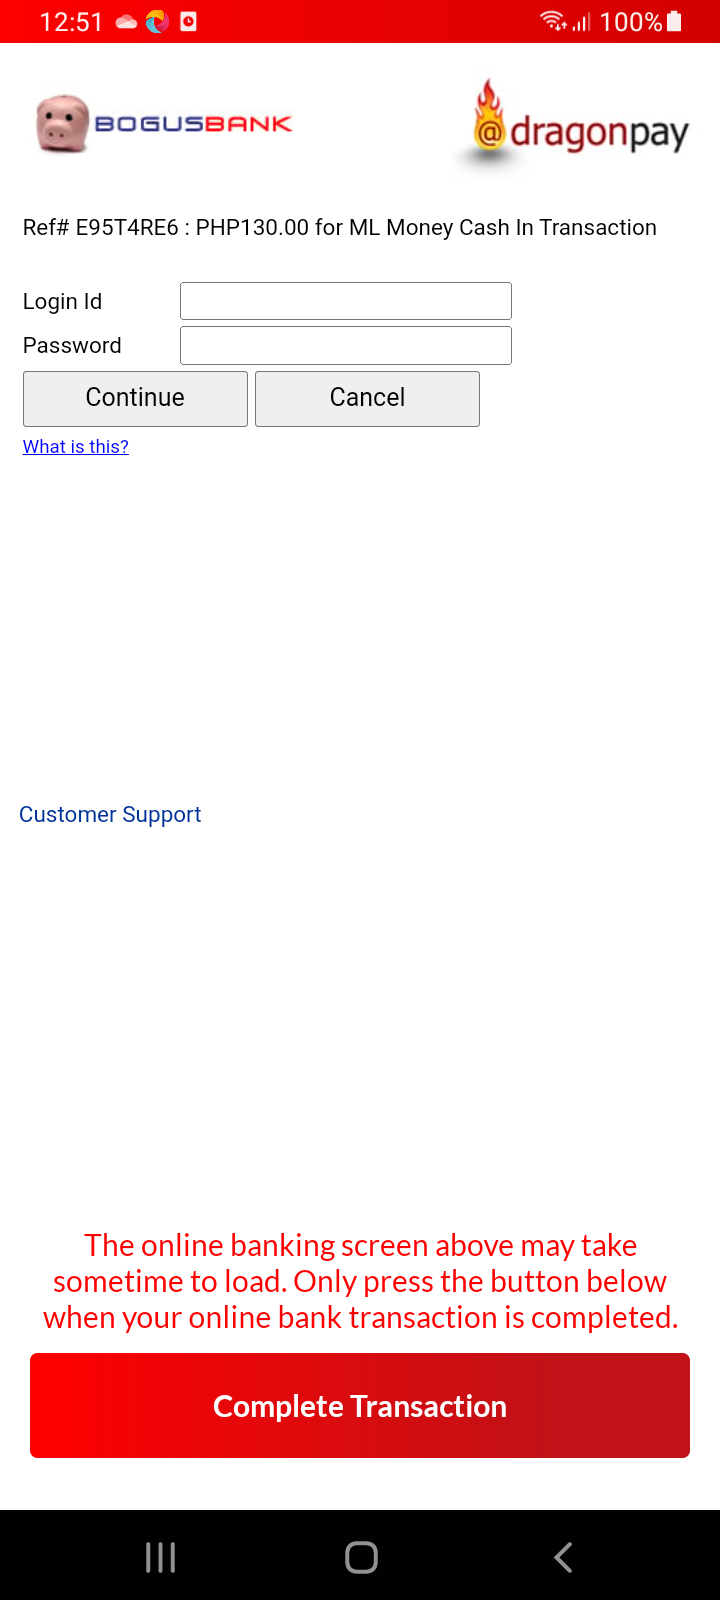 12:51 100%
BOGUSBANK @dragonpay
Ref# E95T4RE6 : PHP130.00 for ML Money Cash In Transaction
Login Id
Password
Continue Cancel
What is this?
Customer Support
The online banking screen above may take
sometime to load. Only press the button below
when your online bank transaction is completed.
Complete Transaction